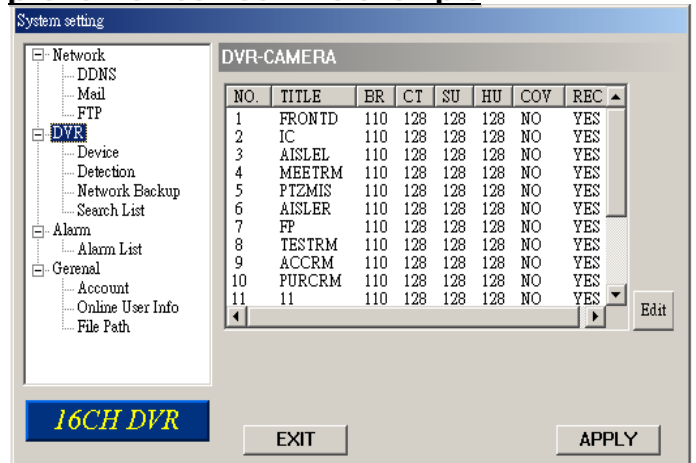 System setting
Network
DDNS
Mail
FTP
DVR
Device
Detection
Network Backup
Search List
Alarm
Alarm List
Gerenal
Account
Online User Info
File Path
16CH DVR
DVR-CAMERA
NO. TITLE BR CT SU HU COV REC
1 FRONTD 110 128 128 128 NO YES
2 IC 110 128 128 128 NO YES
3 AISLEL 110 128 128 128 NO YES
4 MEETRM 110 128 128 128 NO YES
5 PTZMIS 110 128 128 128 NO YES
6 AISLER 110 128 128 128 NO YES
7 FP 110 128 128 128 NO YES
8 TESTRM 110 128 128 128 NO YES
9 ACCRM 110 128 128 128 NO YES
10 PURCRM 110 128 128 128 NO YES
11 11 110 128 128 128 NO YES
Edit
EXIT
APPLY